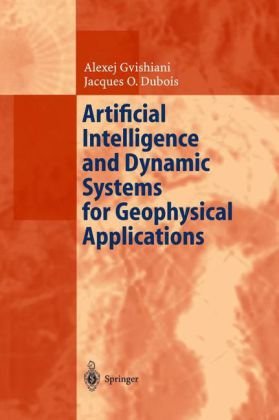 Alexej Gvishiani
Jacques O. Dubois
Artificial
Intelligence
and Dynamic
Systems
for Geophysical
Applications
Springer